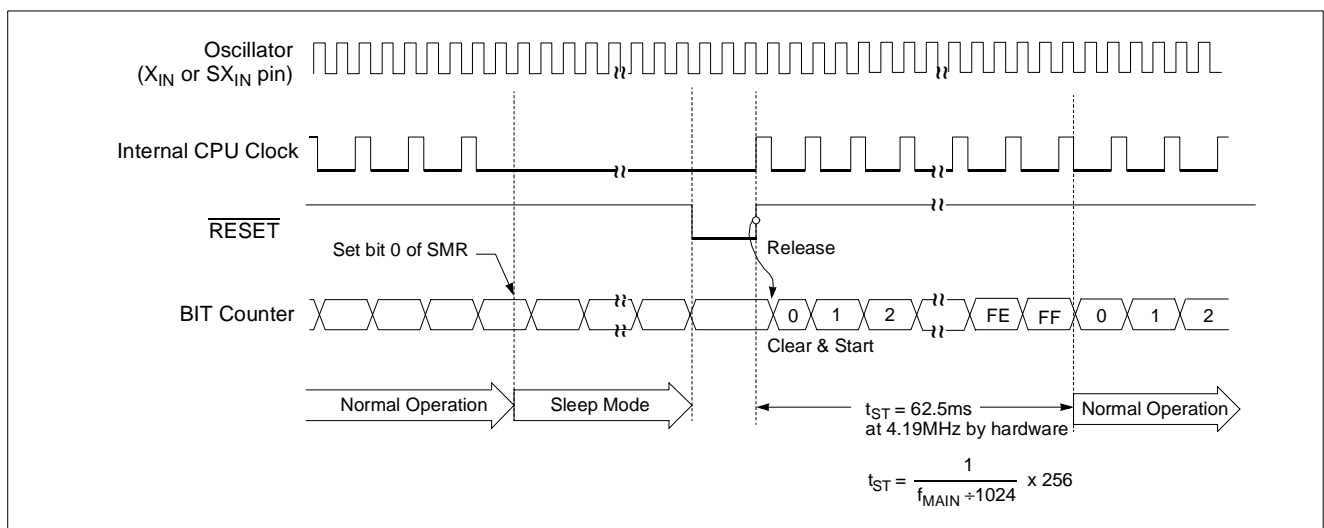 Oscillator
(XIN or SXIN pin)
Internal CPU Clock
RESET
Set bit 0 of SMR
Release
BIT Counter
0 1 2 FE FF 0 1 2
Clear & Start
Normal Operation Sleep Mode tST = 62.5ms Normal Operation
at 4.19MHz by hardware
tST = 1 / fMAIN ÷1024 x 256